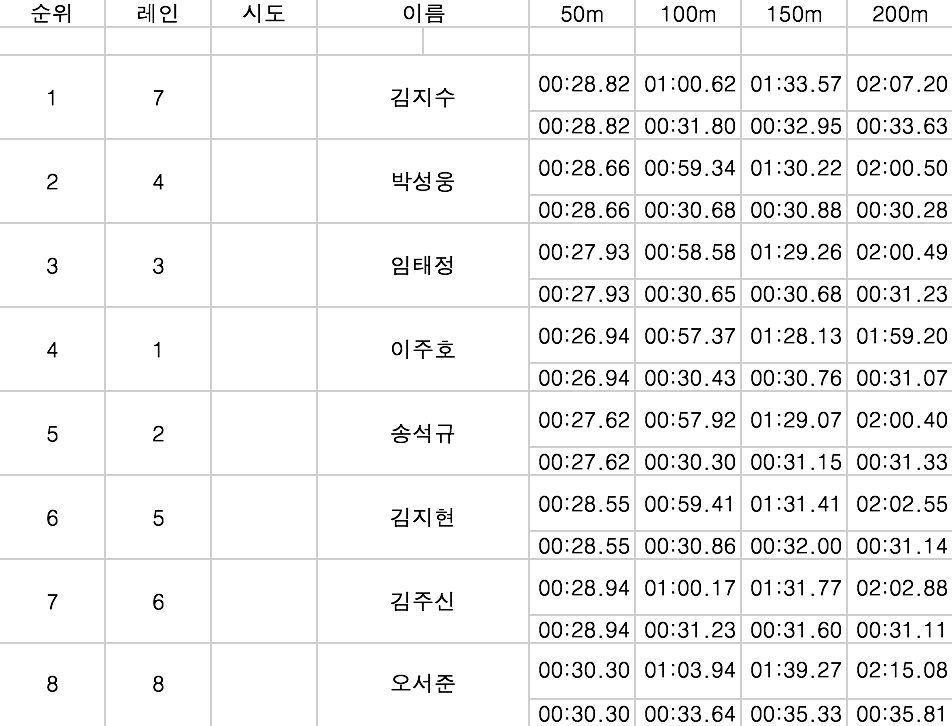 순위 레인 시도 이름 50m 100m 150m 200m
1 7 김지수 00:28.82 01:00.62 01:33.57 02:07.20
00:28.82 00:31.80 00:32.95 00:33.63
2 4 박성웅 00:28.66 00:59.34 01:30.22 02:00.50
00:28.66 00:30.68 00:30.88 00:30.28
3 3 임태정 00:27.93 00:58.58 01:29.26 02:00.49
00:27.93 00:30.65 00:30.68 00:31.23
4 1 이주호 00:26.94 00:57.37 01:28.13 01:59.20
00:26.94 00:30.43 00:30.76 00:31.07
5 2 송석규 00:27.62 00:57.92 01:29.07 02:00.40
00:27.62 00:30.30 00:31.15 00:31.33
6 5 김지현 00:28.55 00:59.41 01:31.41 02:02.55
00:28.55 00:30.86 00:32.00 00:31.14
7 6 김주신 00:28.94 01:00.17 01:31.77 02:02.88
00:28.94 00:31.23 00:31.60 00:31.11
8 8 오서준 00:30.30 01:03.94 01:39.27 02:15.08
00:30.30 00:33.64 00:35.33 00:35.81